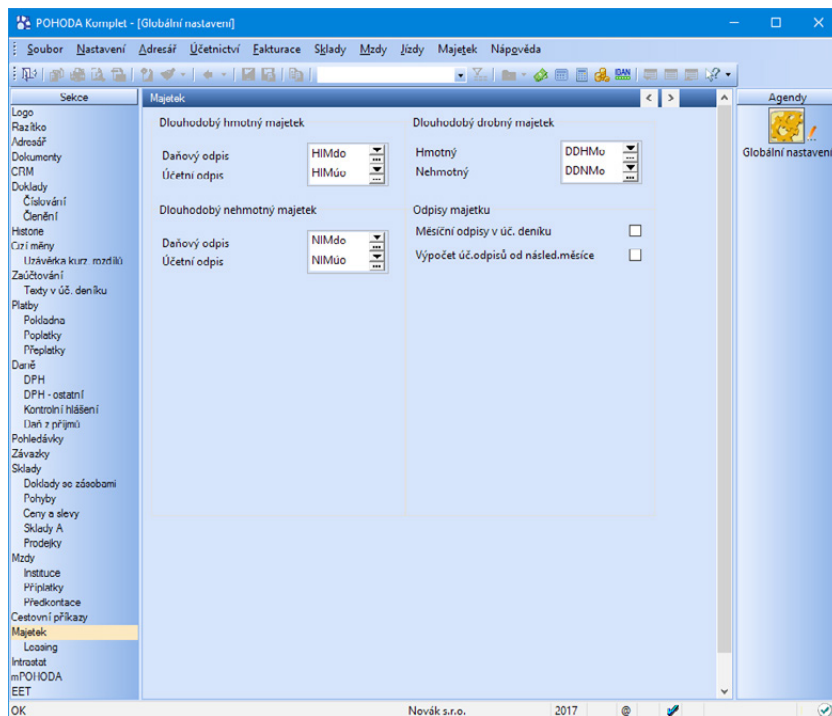 POHODA Komplet - [Globální nastavení]
Soubor Nastavení Adresář Účetnictví Fakturace Sklady Mzdy Jízdy Majetek Nápověda
IBAN
Sekce
Logo
Razítko
Adresář
Dokumenty
CRM
Doklady
Číslování
Členění
Historie
Cizí měny
Uzávěrka kurz. rozdílů
Zaúčtování
Texty v úč. deníku
Platby
Pokladna
Poplatky
Přeplatky
Daně
DPH
DPH - ostatní
Kontrolní hlášení
Daň z příjmů
Pohledávky
Závazky
Sklady
Doklady se zásobami
Pohyby
Ceny a slevy
Sklady A
Prodejky
Mzdy
Instituce
Příplatky
Předkontace
Cestovní příkazy
Majetek
Leasing
Intrastat
mPOHODA
EET
Majetek
Dlouhodobý hmotný majetek
Daňový odpis HIMdo
Účetní odpis HIMúo
Dlouhodobý nehmotný majetek
Daňový odpis NIMdo
Účetní odpis NIMúo
Dlouhodobý drobný majetek
Hmotný DDHMo
Nehmotný DDNMo
Odpisy majetku
Měsíční odpisy v úč. deníku
Výpočet úč.odpisů od násled.měsíce
Agendy
Globální nastavení
OK Novák s.r.o. 2017 @